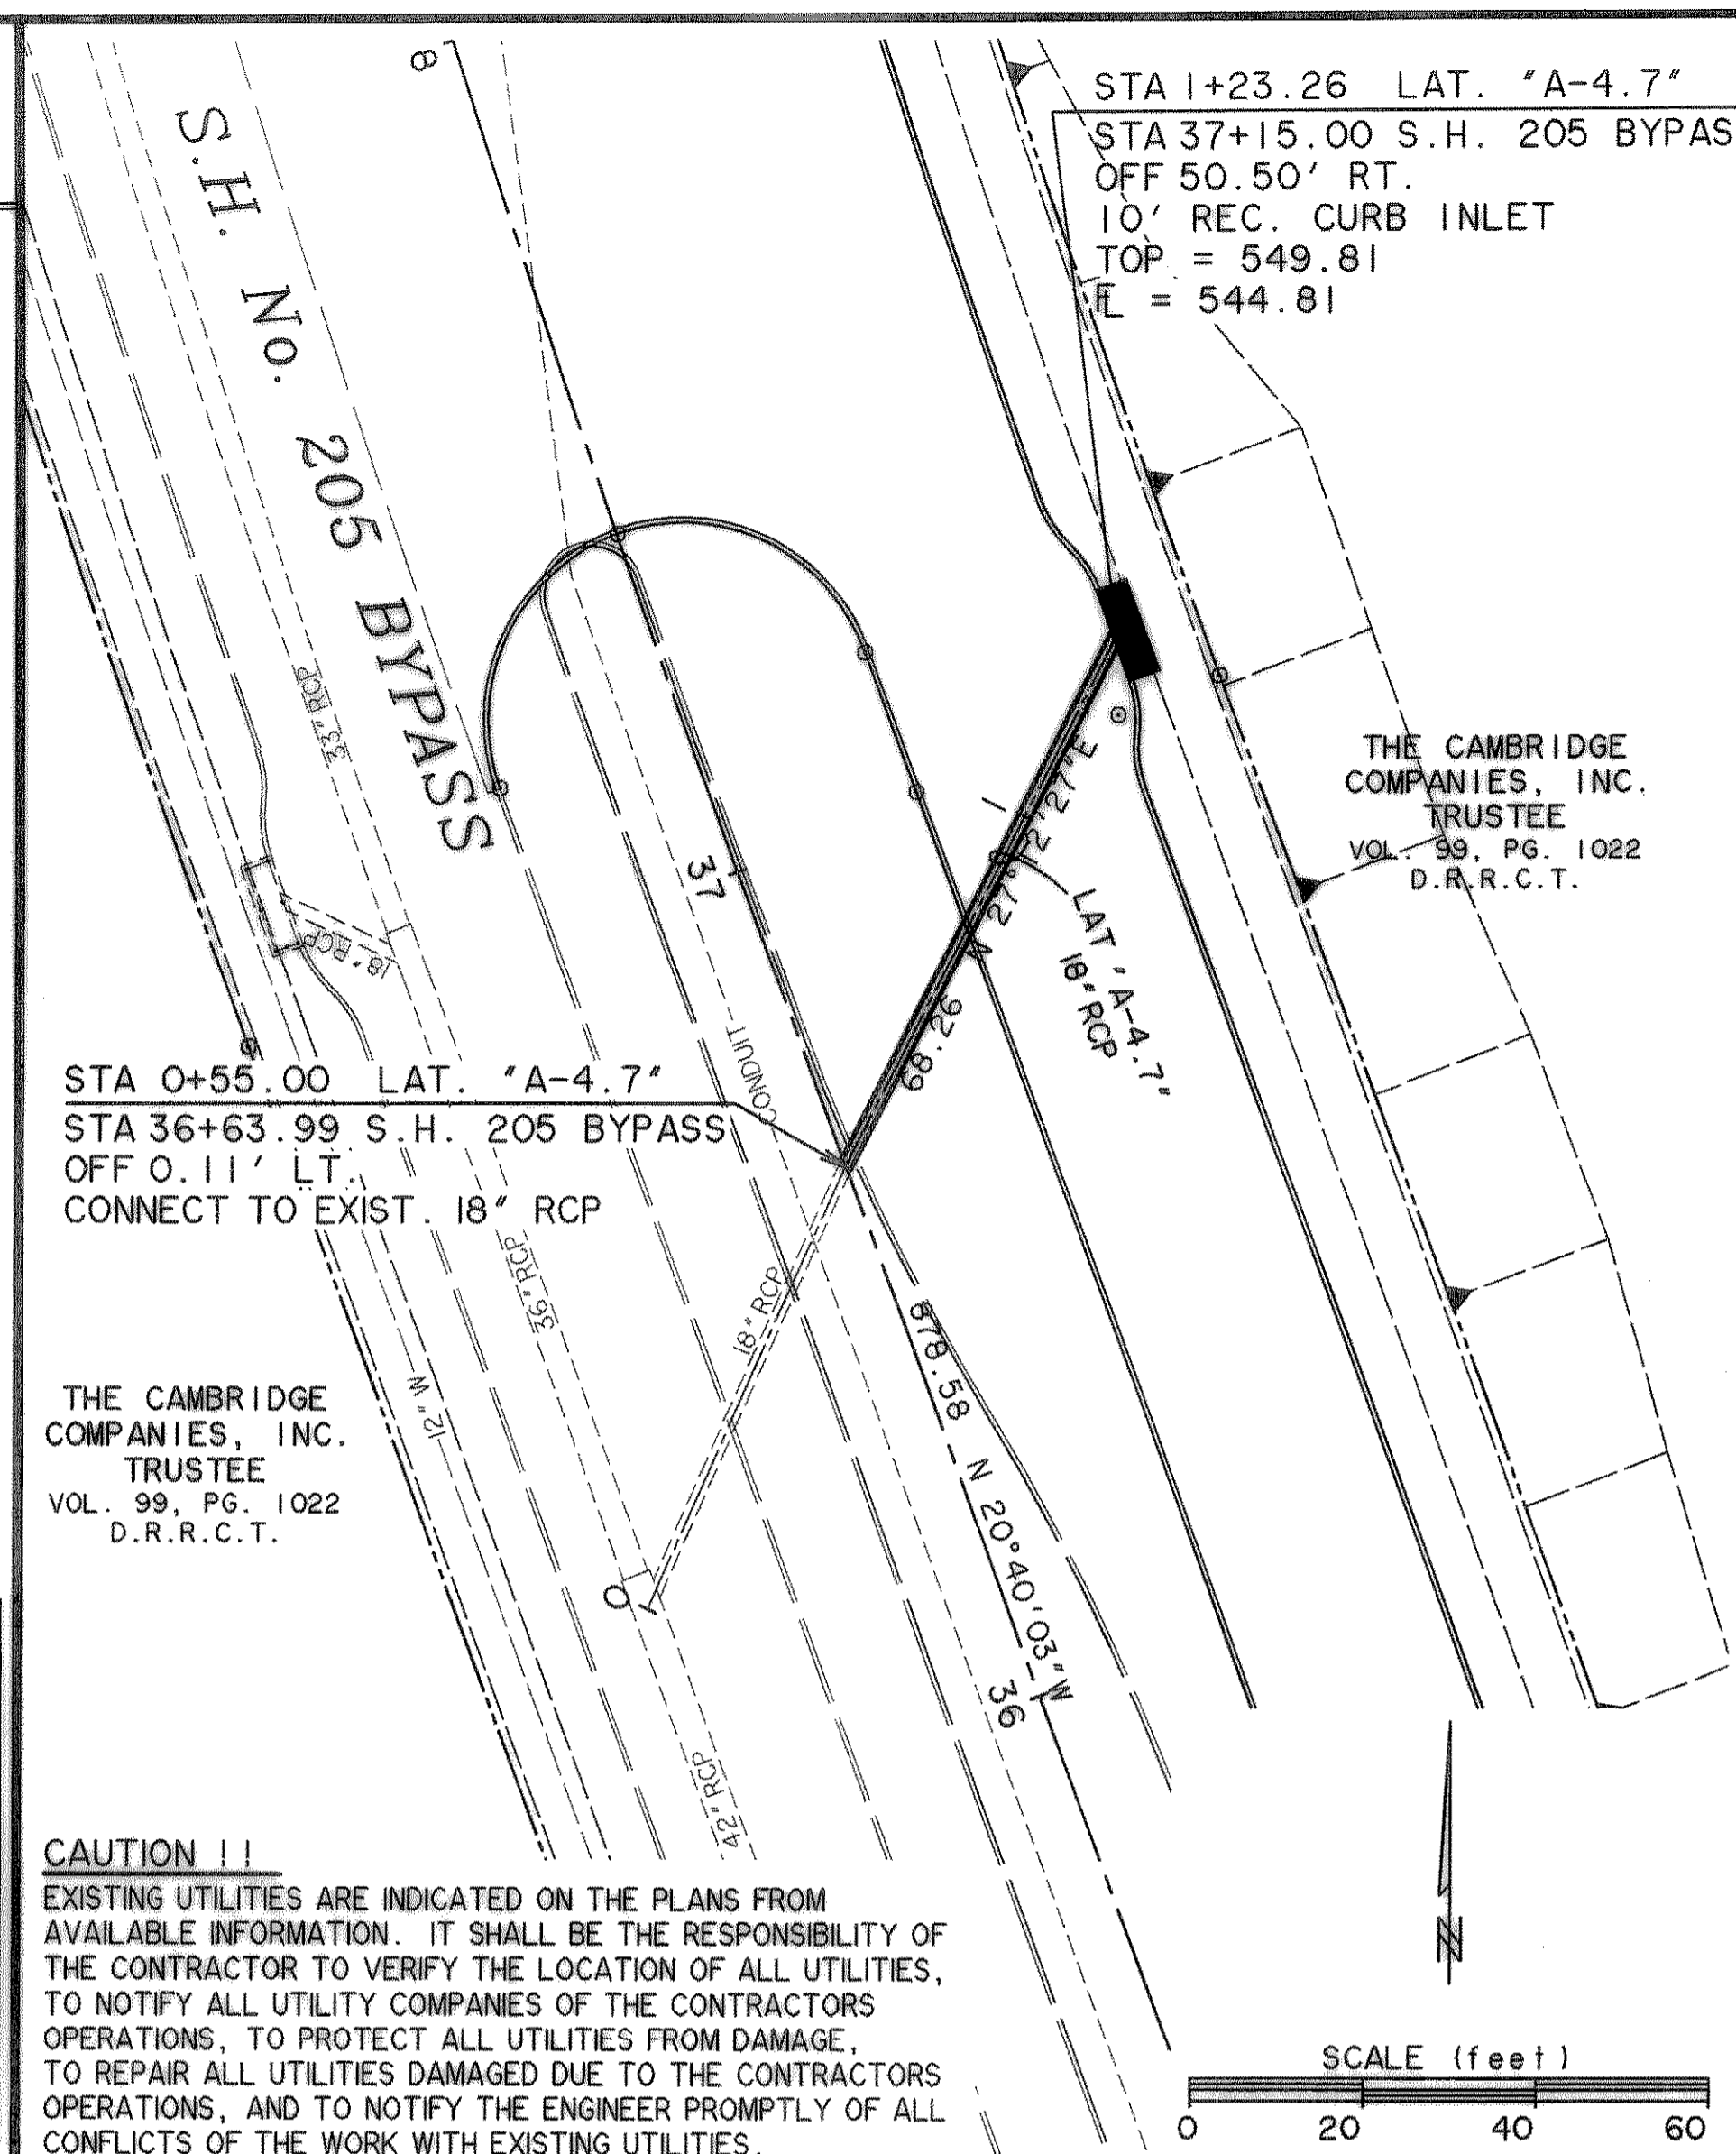 8
STA 1+23.26 LAT. "A-4.7"
STA 37+15.00 S.H. 205 BYPAS
OFF 50.50' RT.
10' REC. CURB INLET
TOP = 549.81
FL = 544.81
S.H. No. 205 BYPASS
33" RCP
18" RCP
37
1
68.26
LAT "A-4.7"
18" RCP
THE CAMBRIDGE
COMPANIES, INC.
TRUSTEE
VOL. 99, PG. 1022
D.R.R.C.T.
CONDUIT
STA 0+55.00 LAT. "A-4.7"
STA 36+63.99 S.H. 205 BYPASS
OFF 0.11' LT.
CONNECT TO EXIST. 18" RCP
36" RCP
18" RCP
12" W
878.58 N 20°40'03"W
THE CAMBRIDGE
COMPANIES, INC.
TRUSTEE
VOL. 99, PG. 1022
D.R.R.C.T.
0
36
42" RCP
CAUTION !!
EXISTING UTILITIES ARE INDICATED ON THE PLANS FROM
AVAILABLE INFORMATION. IT SHALL BE THE RESPONSIBILITY OF
THE CONTRACTOR TO VERIFY THE LOCATION OF ALL UTILITIES,
TO NOTIFY ALL UTILITY COMPANIES OF THE CONTRACTORS
OPERATIONS, TO PROTECT ALL UTILITIES FROM DAMAGE,
TO REPAIR ALL UTILITIES DAMAGED DUE TO THE CONTRACTORS
OPERATIONS, AND TO NOTIFY THE ENGINEER PROMPTLY OF ALL
CONFLICTS OF THE WORK WITH EXISTING UTILITIES.
N
SCALE (feet)
0 20 40 60